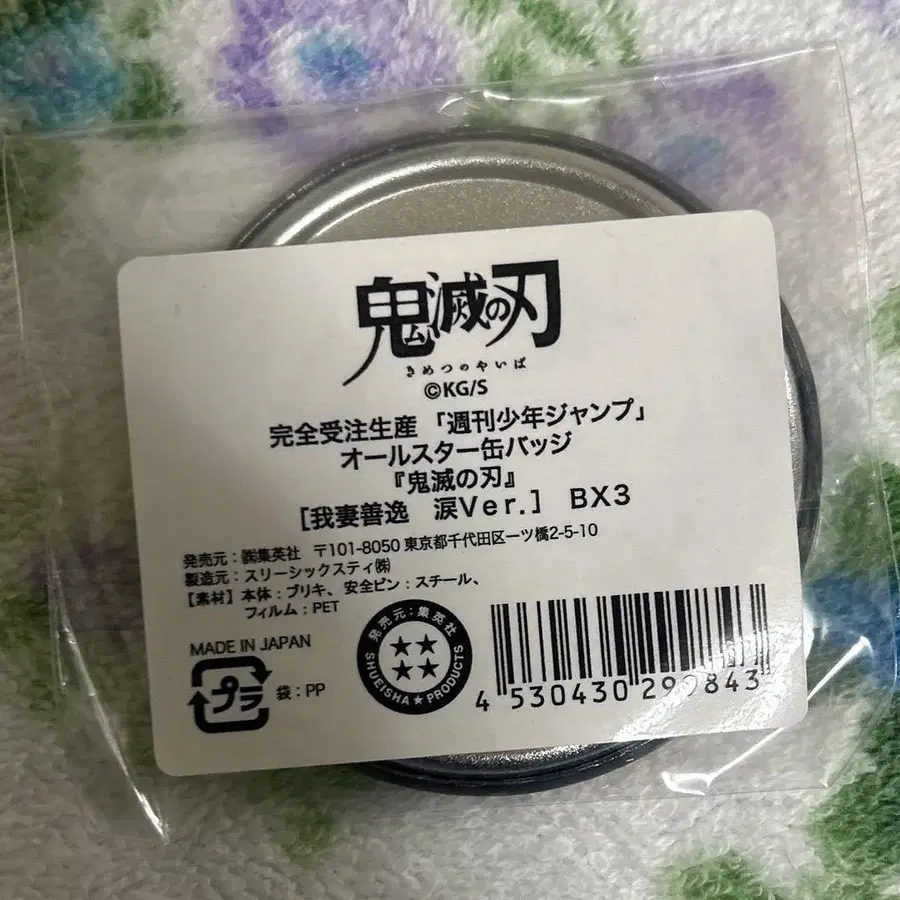 鬼滅の刃
きめつのやいば
©KG/S
完全受注生産「週刊少年ジャンプ」
オールスター缶バッジ
『鬼滅の刃』
[我妻善逸　涙Ver.]　BX3
発売元：㈱集英社　〒101-8050 東京都千代田区一ツ橋2-5-10
製造元：スリーシックスティ㈱
【素材】本体：ブリキ、安全ピン：スチール、
フィルム：PET
MADE IN JAPAN
プラ
袋：PP
発売元：集英社
SHUEISHA★PRODUCTS
4 530430 299843